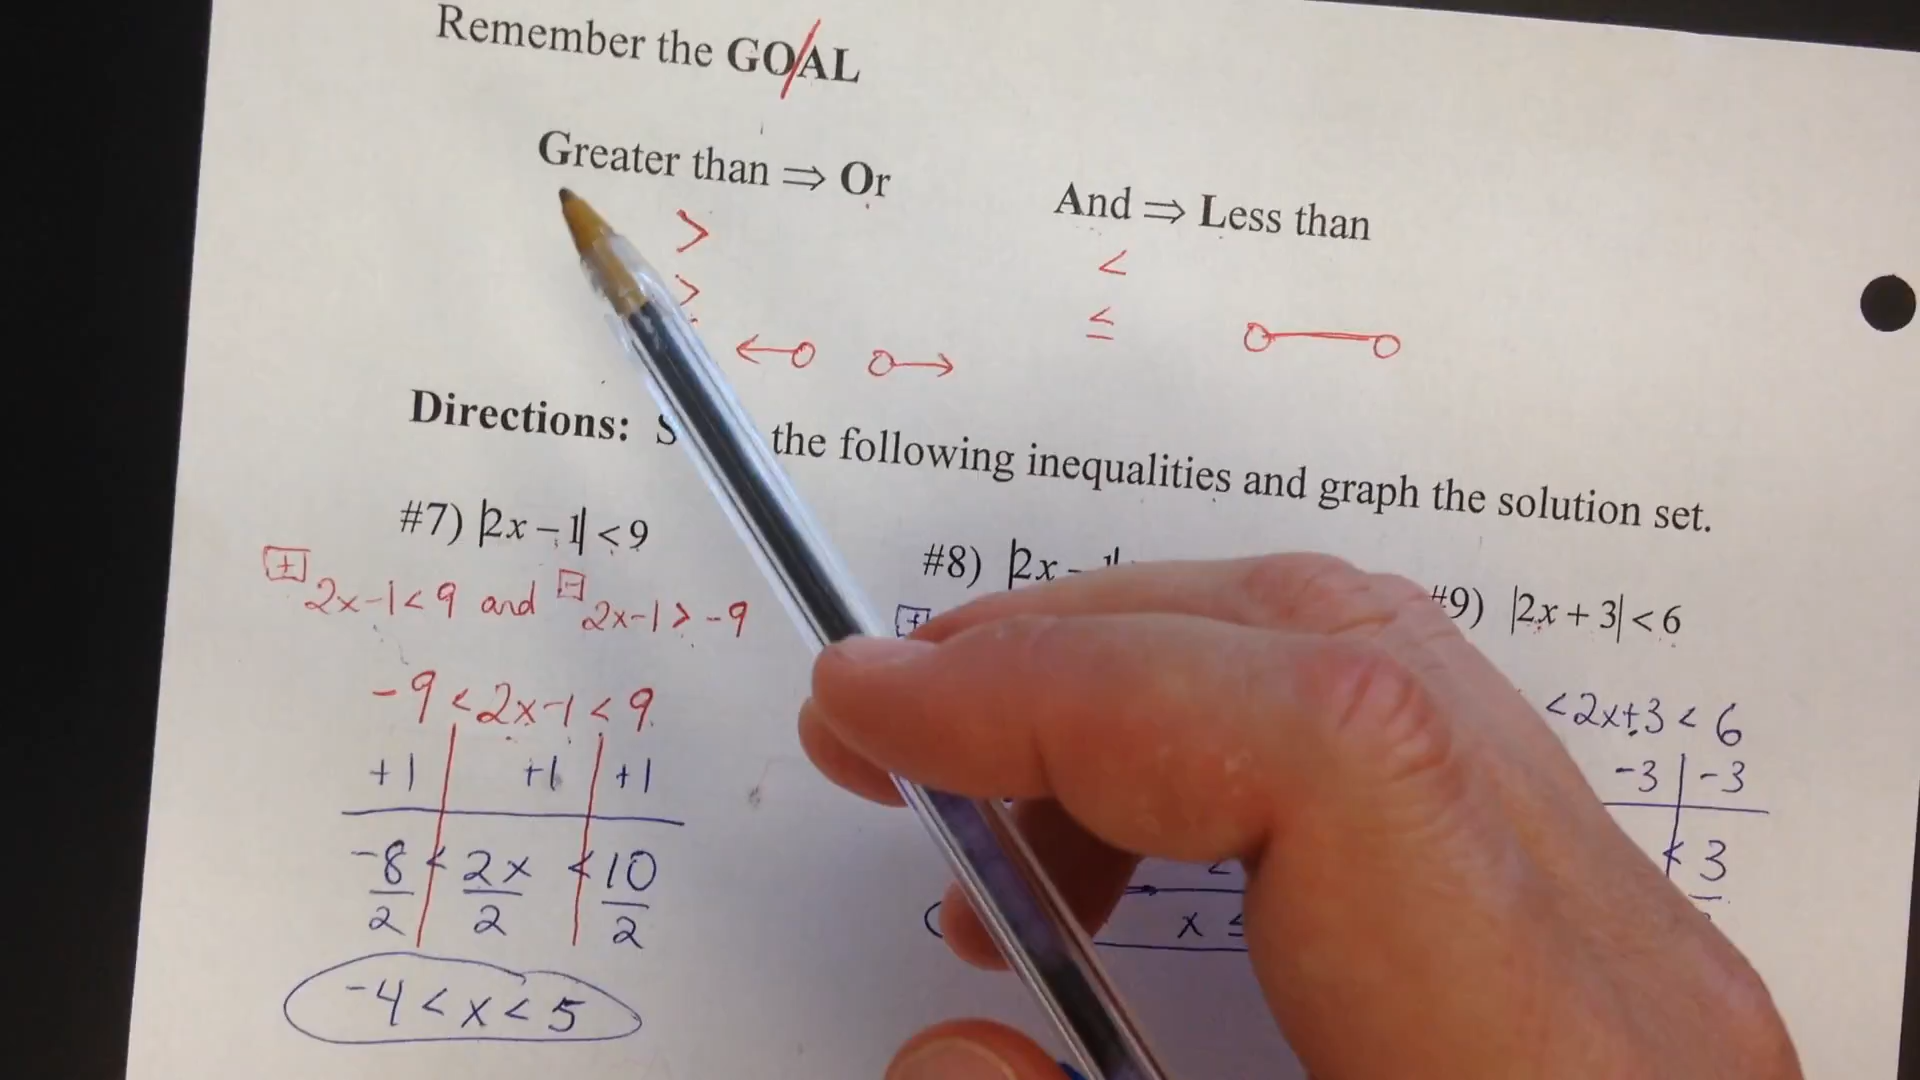 Remember the GOAL
Greater than ⇒ Or
And ⇒ Less than
>
<
≥
≤
Directions: the following inequalities and graph the solution set.
#7) |2x − 1| < 9
#8) |2x −
#9) |2x + 3| < 6
+ 2x-1<9 and − 2x-1 > -9
+
-9 < 2x-1 < 9
< 2x+3 < 6
+1 +1 +1
-3 -3
-8 < 2x < 10
< 3
2 2 2
x ≤
-4 < x < 5